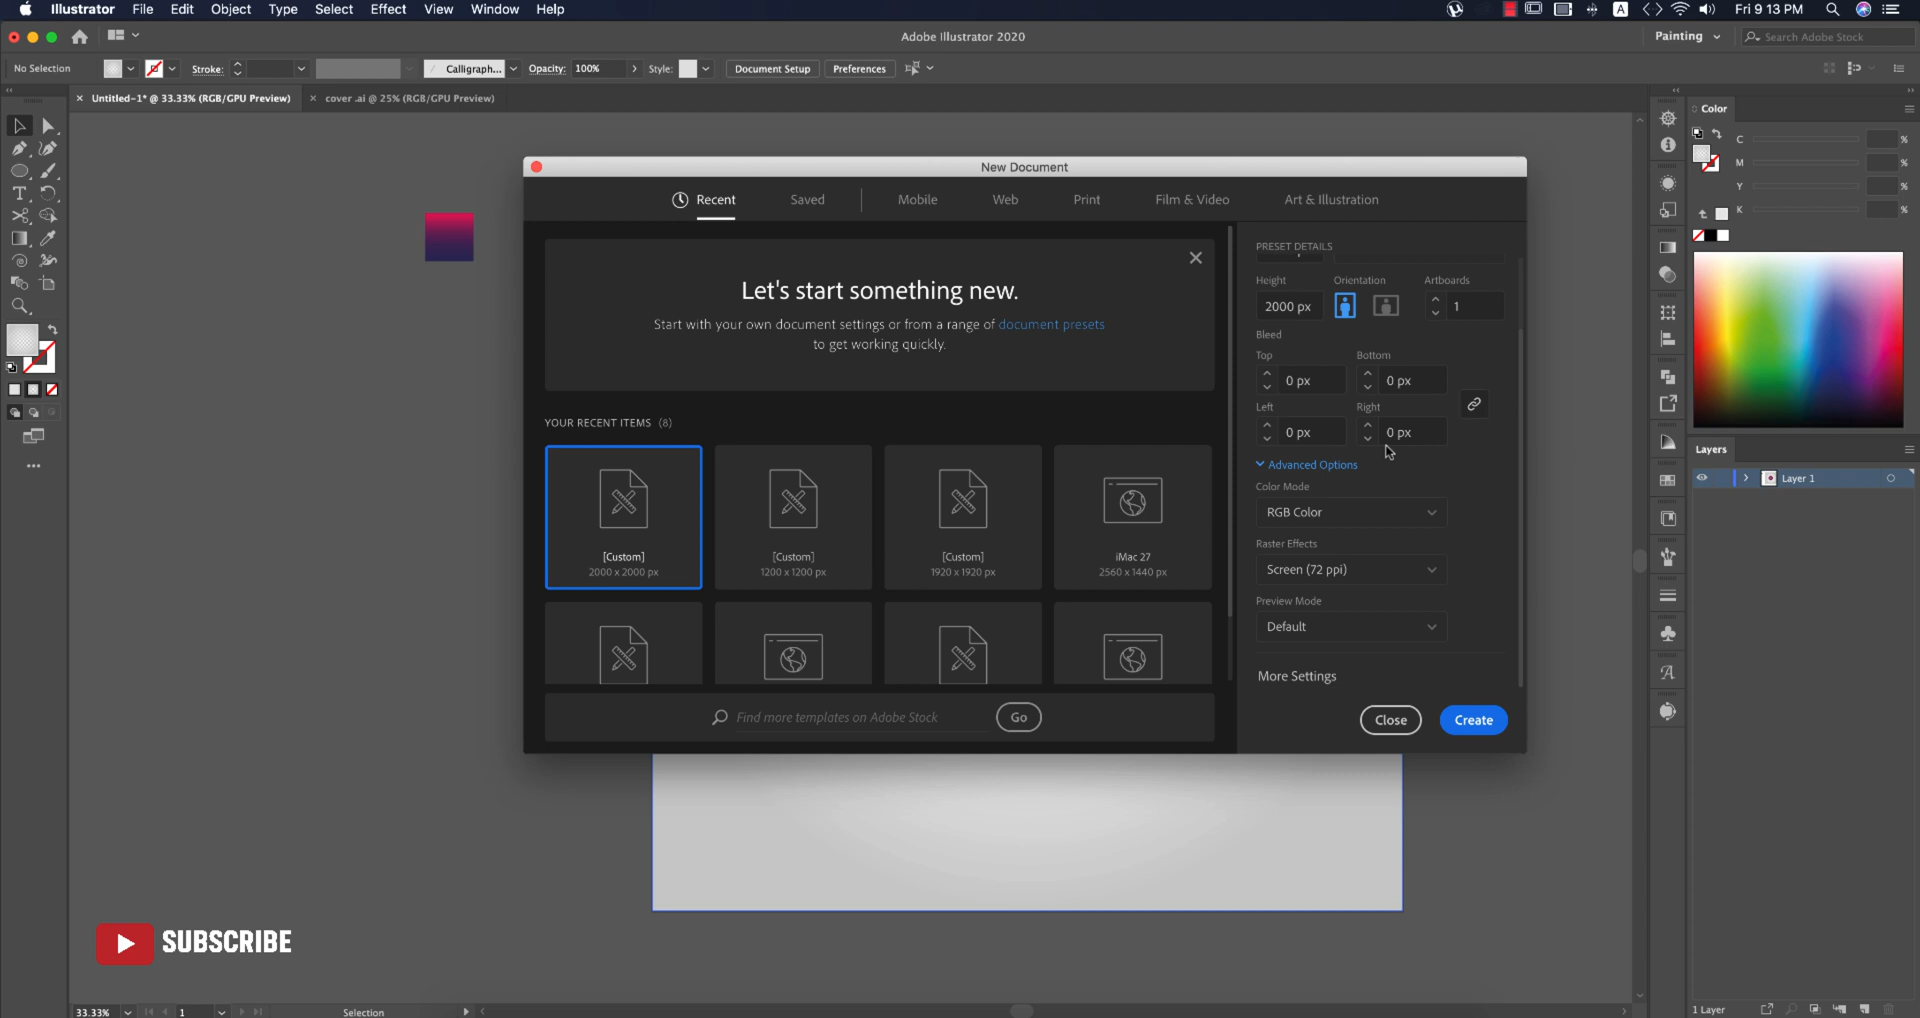 Illustrator File Edit Object Type Select Effect View Window Help
A Fri 9 13 PM
Adobe Illustrator 2020
Painting
Search Adobe Stock
No Selection
Stroke:
Calligraph...
Opacity: 100%
Style:
Document Setup
Preferences
Untitled-1* @ 33.33% (RGB/GPU Preview)
cover .ai @ 25% (RGB/GPU Preview)
New Document
Recent Saved Mobile Web Print Film & Video Art & Illustration
Let's start something new.
Start with your own document settings or from a range of document presets
to get working quickly.
YOUR RECENT ITEMS (8)
[Custom]
2000 x 2000 px
[Custom]
1200 x 1200 px
[Custom]
1920 x 1920 px
iMac 27
2560 x 1440 px
Find more templates on Adobe Stock
Go
PRESET DETAILS
Height Orientation Artboards
2000 px 1
Bleed
Top Bottom
0 px 0 px
Left Right
0 px 0 px
Advanced Options
Color Mode
RGB Color
Raster Effects
Screen (72 ppi)
Preview Mode
Default
More Settings
Close
Create
Color
C %
M %
Y %
K %
Layers
Layer 1
SUBSCRIBE
33.33% 1 Selection
1 Layer